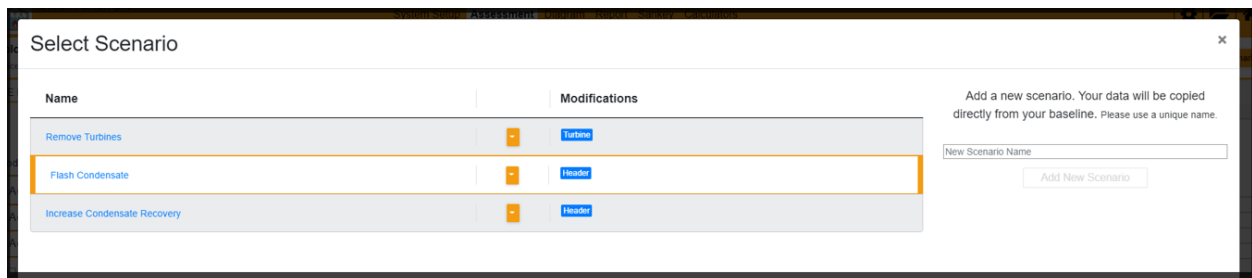 System Setup Assessment Diagram Report Sankey Calculators
Select Scenario
×
Name
Modifications
Remove Turbines
Turbine
Flash Condensate
Header
Increase Condensate Recovery
Header
Add a new scenario. Your data will be copied
directly from your baseline. Please use a unique name.
New Scenario Name
Add New Scenario